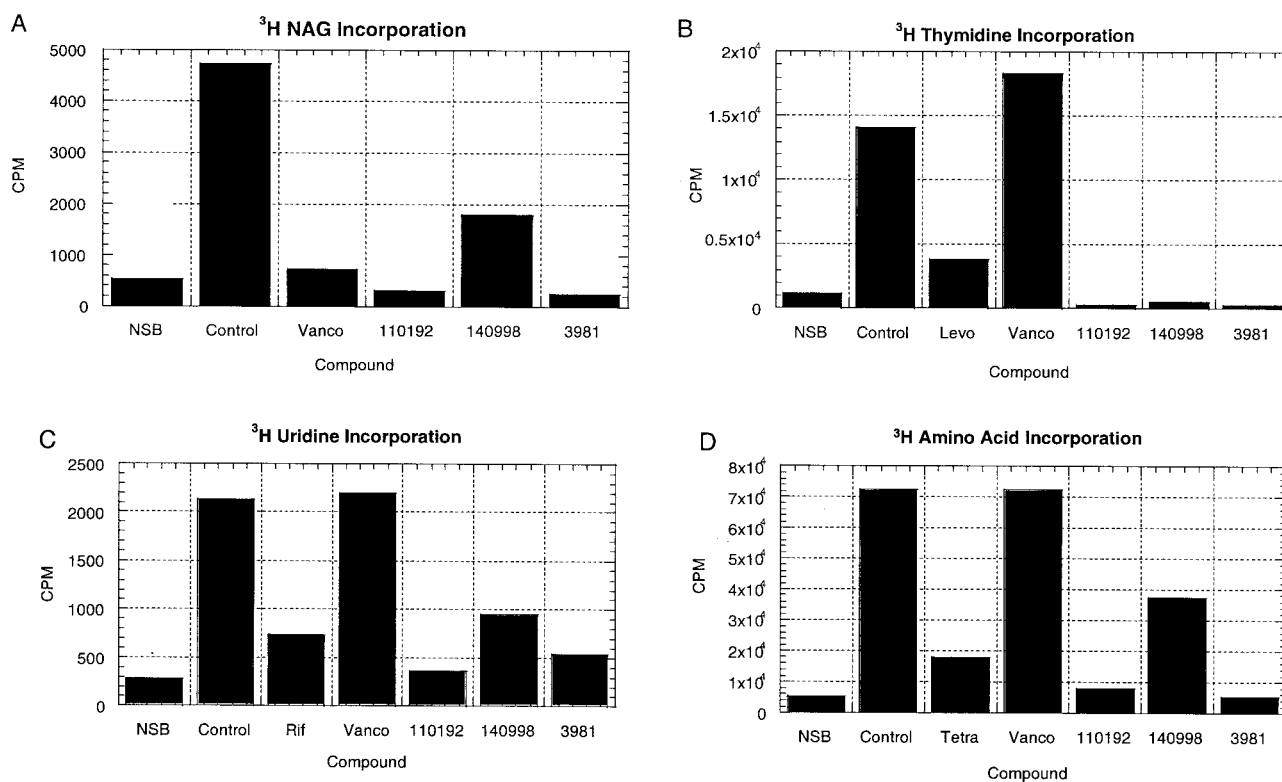 A
³H NAG Incorporation
5000
4000
3000
2000
1000
0
CPM
NSB Control Vanco 110192 140998 3981
Compound
B
³H Thymidine Incorporation
2x10⁴
1.5x10⁴
1x10⁴
0.5x10⁴
0
CPM
NSB Control Levo Vanco 110192 140998 3981
Compound
C
³H Uridine Incorporation
2500
2000
1500
1000
500
0
CPM
NSB Control Rif Vanco 110192 140998 3981
Compound
D
³H Amino Acid Incorporation
8x10⁴
7x10⁴
6x10⁴
5x10⁴
4x10⁴
3x10⁴
2x10⁴
1x10⁴
0
CPM
NSB Control Tetra Vanco 110192 140998 3981
Compound